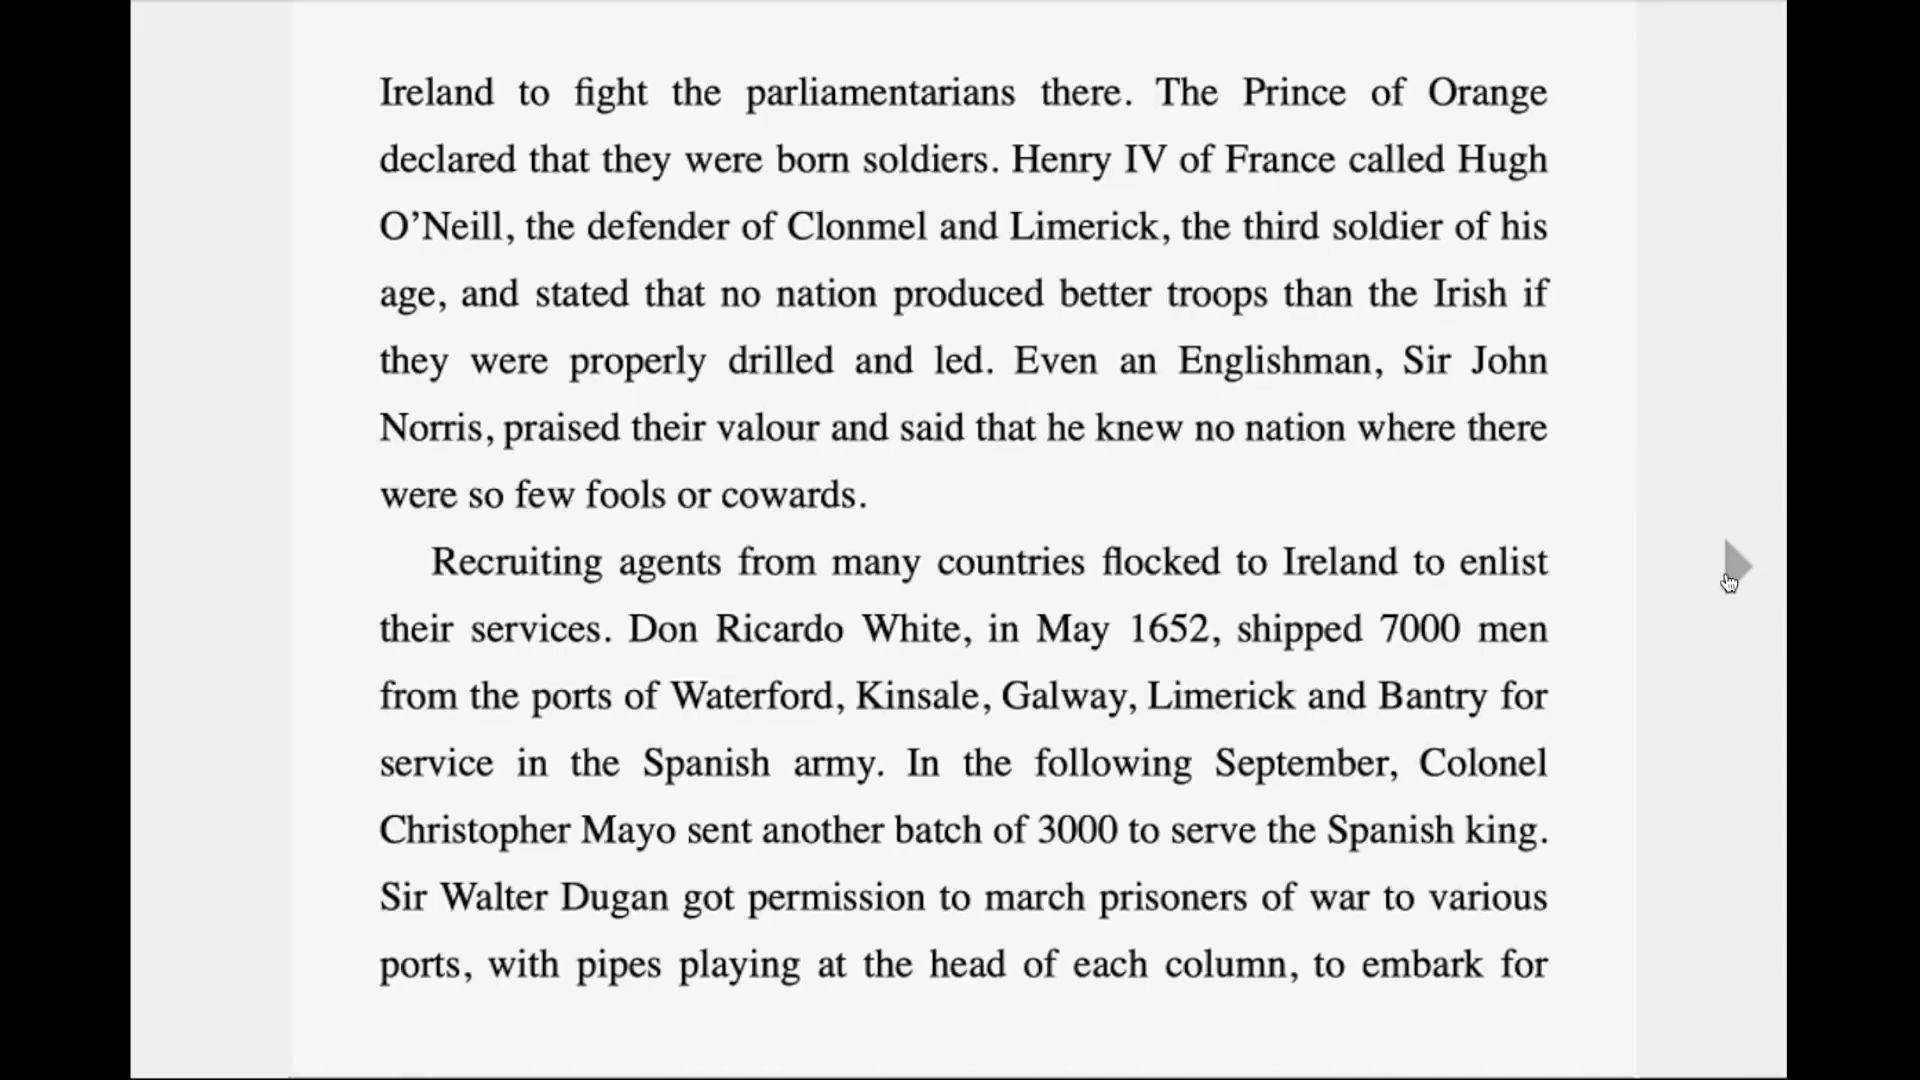 Ireland to fight the parliamentarians there. The Prince of Orange
declared that they were born soldiers. Henry IV of France called Hugh
O’Neill, the defender of Clonmel and Limerick, the third soldier of his
age, and stated that no nation produced better troops than the Irish if
they were properly drilled and led. Even an Englishman, Sir John
Norris, praised their valour and said that he knew no nation where there
were so few fools or cowards.
Recruiting agents from many countries flocked to Ireland to enlist
their services. Don Ricardo White, in May 1652, shipped 7000 men
from the ports of Waterford, Kinsale, Galway, Limerick and Bantry for
service in the Spanish army. In the following September, Colonel
Christopher Mayo sent another batch of 3000 to serve the Spanish king.
Sir Walter Dugan got permission to march prisoners of war to various
ports, with pipes playing at the head of each column, to embark for